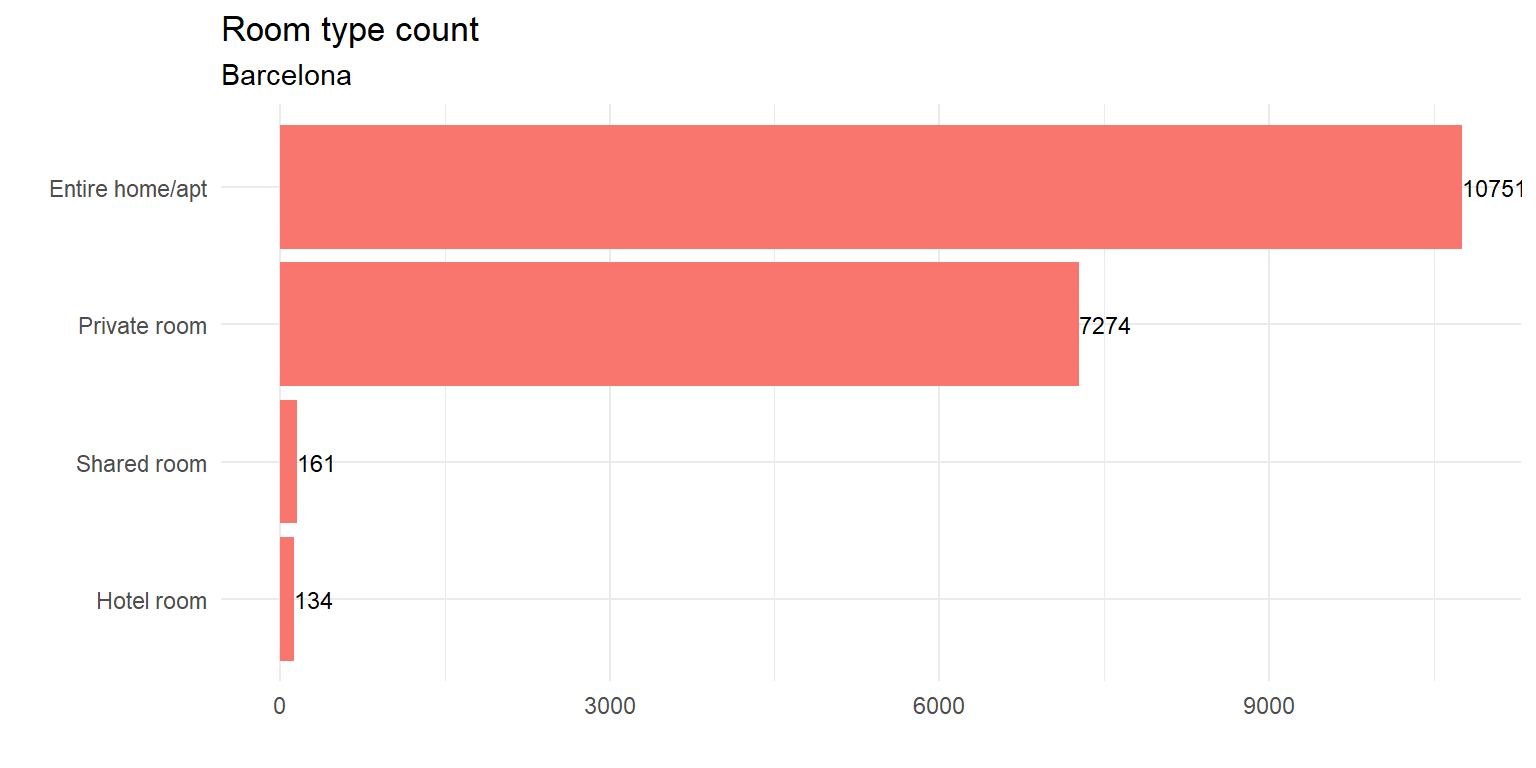 Room type count
Barcelona
Entire home/apt
10751
Private room
7274
Shared room
161
Hotel room
134
0 3000 6000 9000